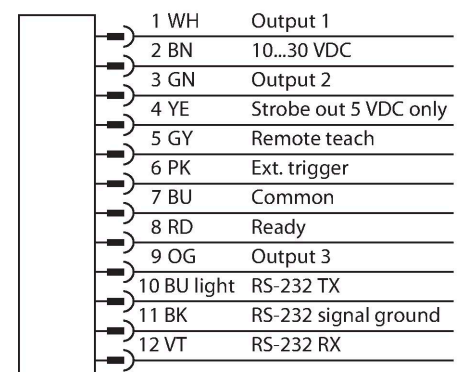 1 WH Output 1
2 BN 10...30 VDC
3 GN Output 2
4 YE Strobe out 5 VDC only
5 GY Remote teach
6 PK Ext. trigger
7 BU Common
8 RD Ready
9 OG Output 3
10 BU light RS-232 TX
11 BK RS-232 signal ground
12 VT RS-232 RX